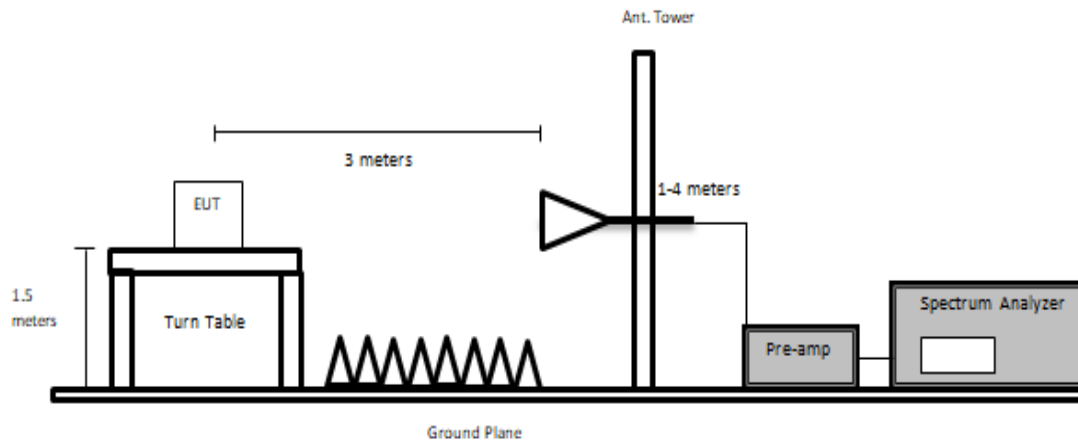 Ant. Tower
3 meters
1-4 meters
EUT
1.5
meters
Turn Table
Spectrum Analyzer
Pre-amp
Ground Plane